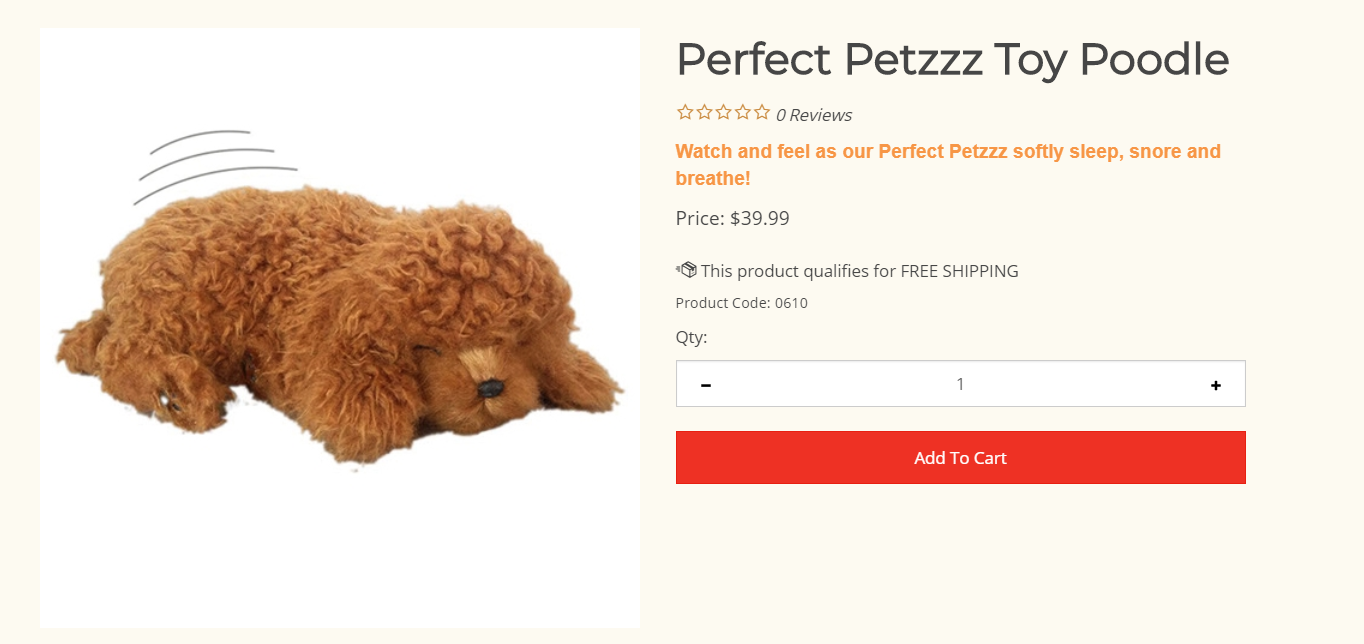 Perfect Petzzz Toy Poodle
0 Reviews
Watch and feel as our Perfect Petzzz softly sleep, snore and
breathe!
Price: $39.99
This product qualifies for FREE SHIPPING
Product Code: 0610
Qty:
- 1 +
Add To Cart